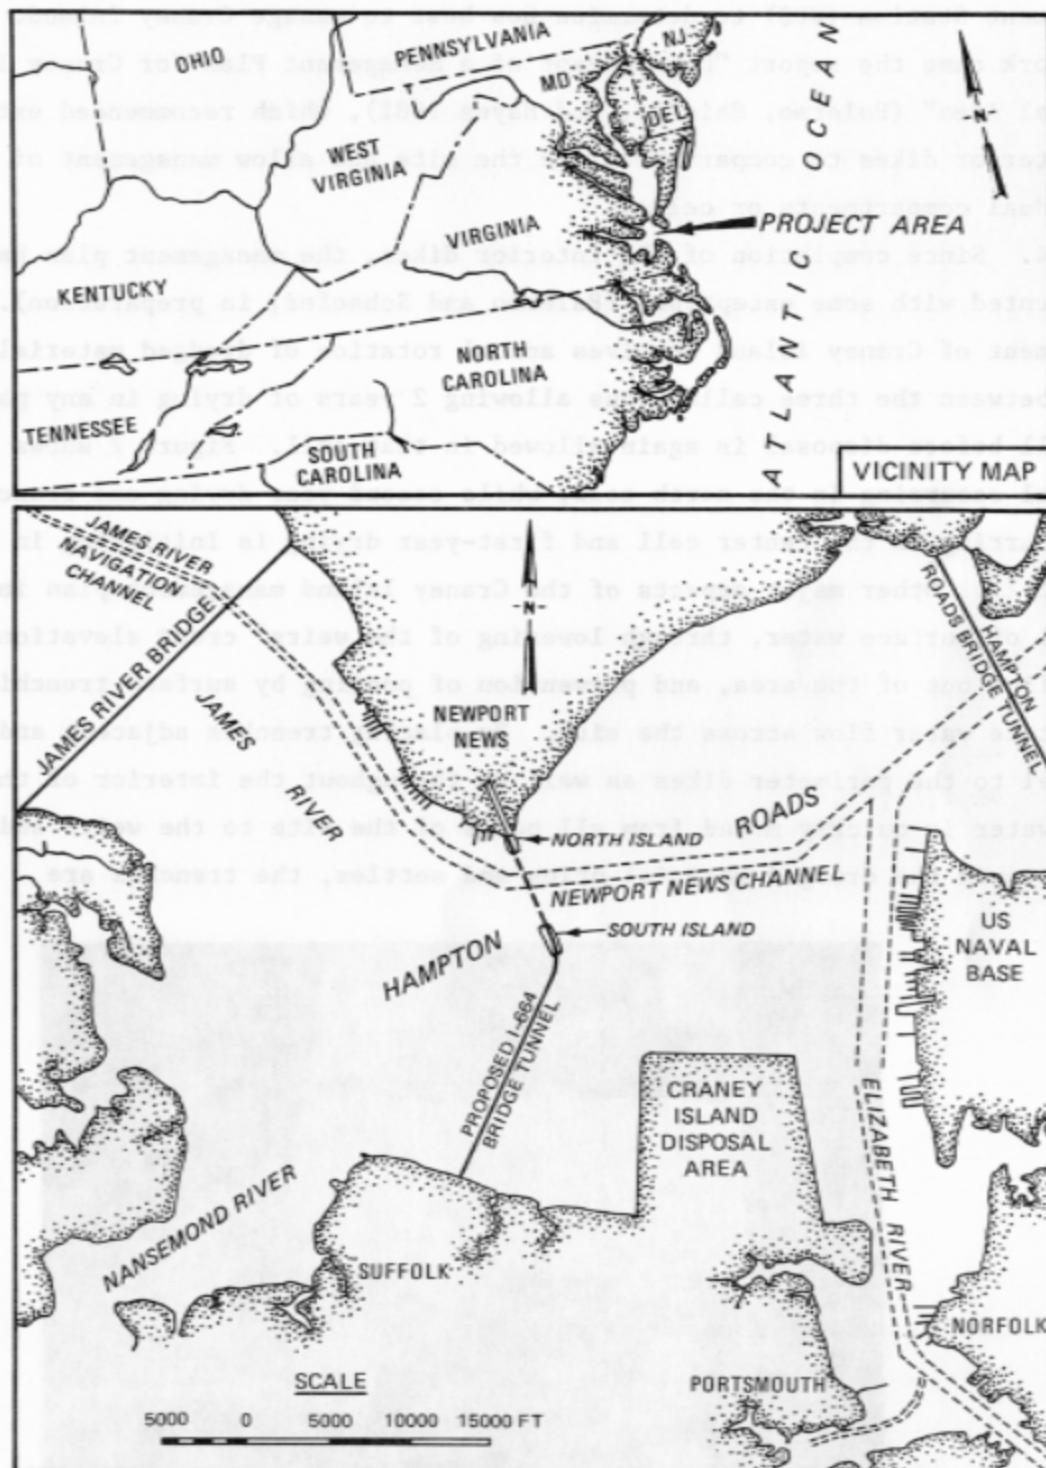 OHIO
PENNSYLVANIA
NJ
MD
DEL
WEST
VIRGINIA
VIRGINIA
KENTUCKY
NORTH
CAROLINA
TENNESSEE
SOUTH
CAROLINA
ATLANTIC OCEAN
N
PROJECT AREA
VICINITY MAP
JAMES RIVER
NAVIGATION
CHANNEL
JAMES RIVER BRIDGE
JAMES
RIVER
N
NEWPORT
NEWS
HAMPTON
ROADS BRIDGE TUNNEL
ROADS
NORTH ISLAND
NEWPORT NEWS CHANNEL
SOUTH ISLAND
HAMPTON
US
NAVAL
BASE
PROPOSED I-664
BRIDGE TUNNEL
CRANEY
ISLAND
DISPOSAL
AREA
ELIZABETH RIVER
NANSEMOND RIVER
SUFFOLK
NORFOLK
PORTSMOUTH
SCALE
5000 0 5000 10000 15000 FT